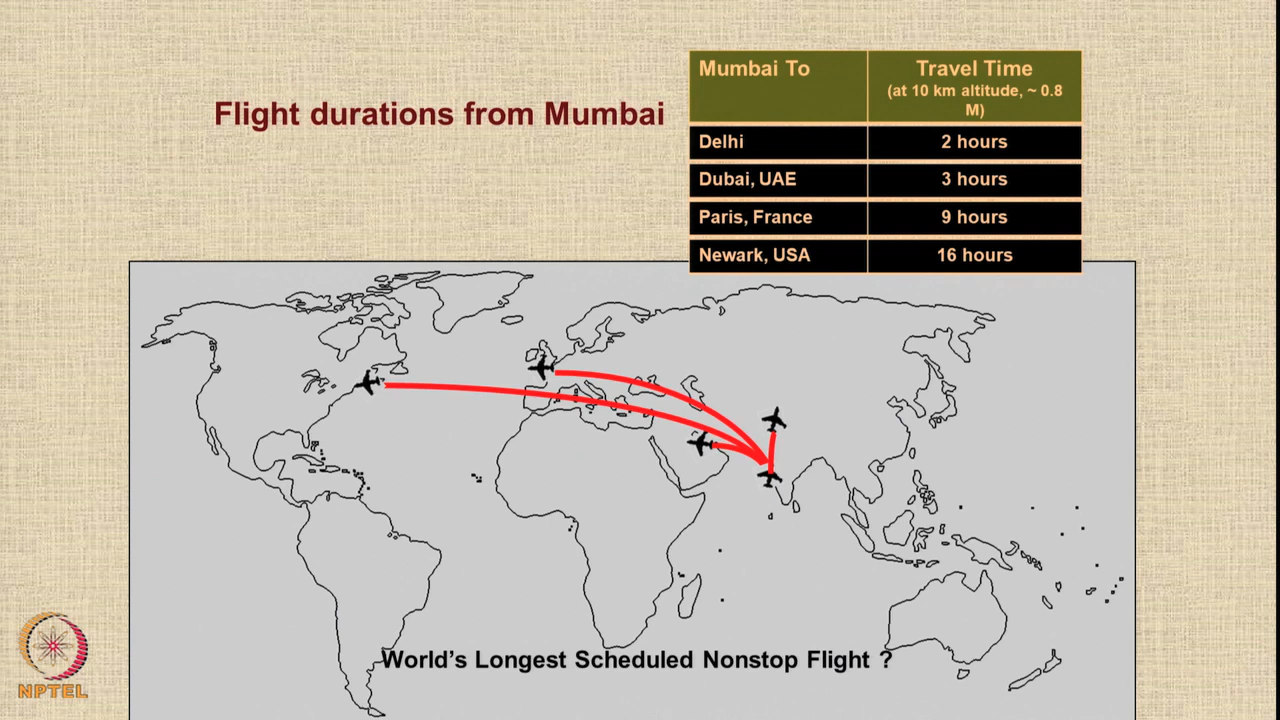 Flight durations from Mumbai
Mumbai To
Travel Time
(at 10 km altitude, ~ 0.8
M)
Delhi
2 hours
Dubai, UAE
3 hours
Paris, France
9 hours
Newark, USA
16 hours
World's Longest Scheduled Nonstop Flight ?
NPTEL